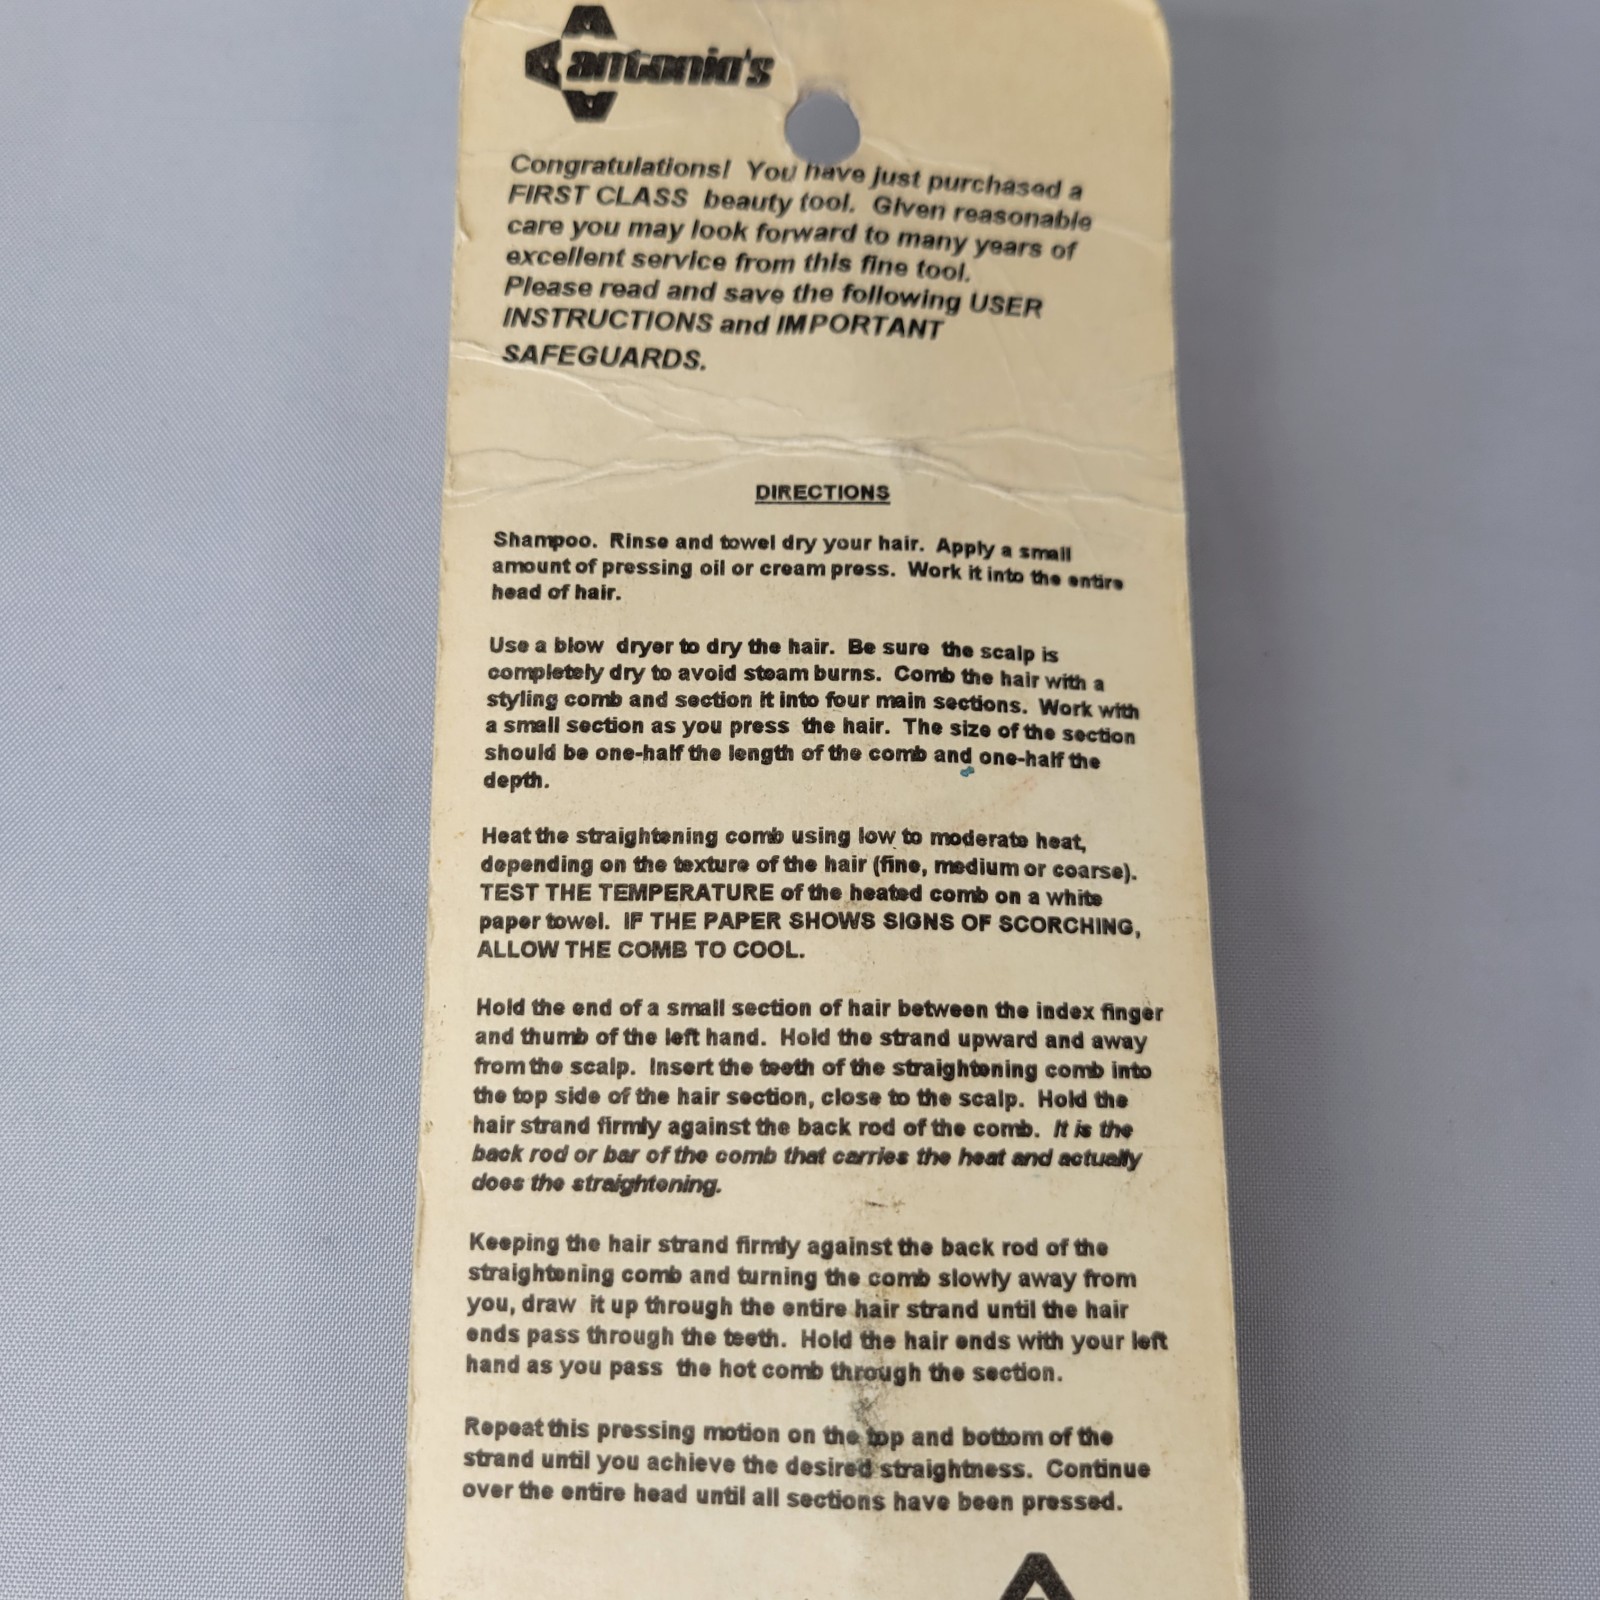 antonio's
Congratulations! You have just purchased a
FIRST CLASS beauty tool. Given reasonable
care you may look forward to many years of
excellent service from this fine tool.
Please read and save the following USER
INSTRUCTIONS and IMPORTANT
SAFEGUARDS.
DIRECTIONS
Shampoo. Rinse and towel dry your hair. Apply a small
amount of pressing oil or cream press. Work it into the entire
head of hair.
Use a blow dryer to dry the hair. Be sure the scalp is
completely dry to avoid steam burns. Comb the hair with a
styling comb and section it into four main sections. Work with
a small section as you press the hair. The size of the section
should be one-half the length of the comb and one-half the
depth.
Heat the straightening comb using low to moderate heat,
depending on the texture of the hair (fine, medium or coarse).
TEST THE TEMPERATURE of the heated comb on a white
paper towel. IF THE PAPER SHOWS SIGNS OF SCORCHING,
ALLOW THE COMB TO COOL.
Hold the end of a small section of hair between the index finger
and thumb of the left hand. Hold the strand upward and away
from the scalp. Insert the teeth of the straightening comb into
the top side of the hair section, close to the scalp. Hold the
hair strand firmly against the back rod of the comb. It is the
back rod or bar of the comb that carries the heat and actually
does the straightening.
Keeping the hair strand firmly against the back rod of the
straightening comb and turning the comb slowly away from
you, draw it up through the entire hair strand until the hair
ends pass through the teeth. Hold the hair ends with your left
hand as you pass the hot comb through the section.
Repeat this pressing motion on the top and bottom of the
strand until you achieve the desired straightness. Continue
over the entire head until all sections have been pressed.